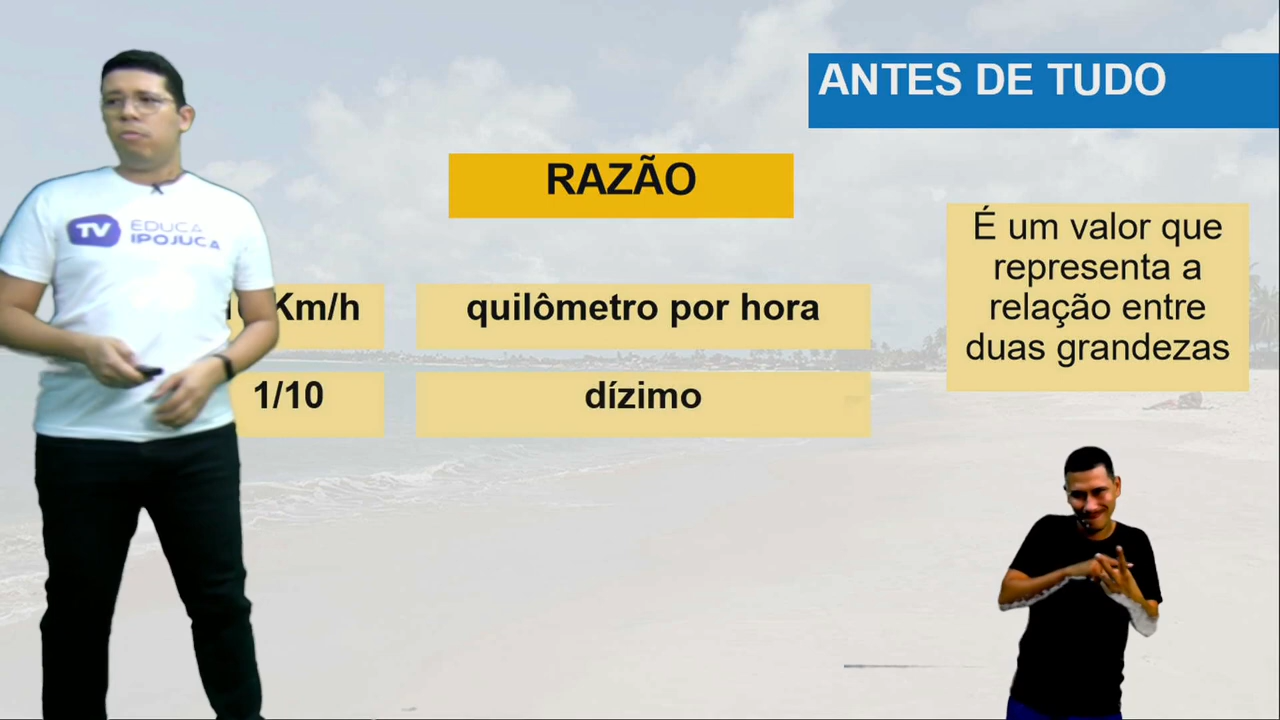 ANTES DE TUDO
RAZÃO
É um valor que
representa a
relação entre
duas grandezas
TV EDUCA
IPOJUCA
Km/h
quilômetro por hora
1/10
dízimo